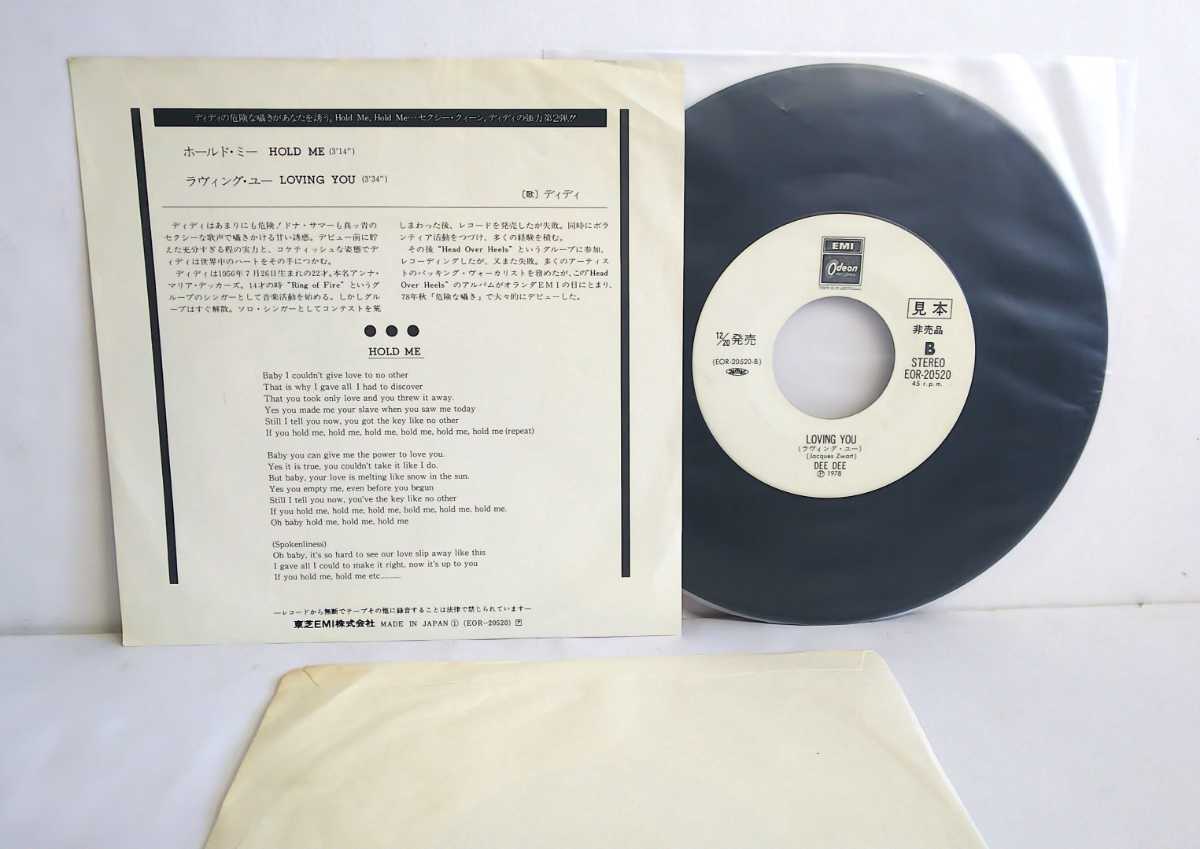 ディディの危険な囁きがあなたを誘う。Hold Me, Hold Me…セクシー・クィーン、ディディの強力第2弾!!
ホールド・ミー HOLD ME (3'14")
ラヴィング・ユー LOVING YOU (3'34")
〔歌〕ディディ
ディディはあまりにも危険！ドナ・サマーも真ッ青の
セクシーな歌声で囁きかける甘い誘惑。デビュー前に貯
えた充分すぎる程の実力と、コケティッシュな姿態でデ
ィディは世界中のハートをその手につかむ。
ディディは1956年7月26日生まれの22才。本名アンナ・
マリア・デッカーズ。14才の時"Ring of Fire"というグ
ループのシンガーとして音楽活動を始める。しかしグル
ープはすぐ解散。ソロ・シンガーとしてコンテストを荒
しまわった後、レコードを発売したが失敗。同時にボラ
ンティア活動をつづけ、多くの経験を積む。
その後"Head Over Heels"というグループに参加、
レコーディングしたが、又また失敗。多くのアーティス
トのバッキング・ヴォーカリストを務めたが、この"Head
Over Heels"のアルバムがオランダEMIの目にとまり、
78年秋「危険な囁き」で大々的にデビューした。
HOLD ME
Baby I couldn't give love to no other
That is why I gave all I had to discover
That you took only love and you threw it away.
Yes you made me your slave when you saw me today
Still I tell you now, you got the key like no other
If you hold me, hold me, hold me, hold me, hold me, hold me (repeat)
Baby you can give me the power to love you.
Yes it is true, you couldn't take it like I do.
But baby, your love is melting like snow in the sun.
Yes you empty me, even before you begun
Still I tell you now, you've the key like no other
If you hold me, hold me, hold me, hold me, hold me, hold me.
Oh baby hold me, hold me, hold me
(Spokenliness)
Oh baby, it's so hard to see our love slip away like this
I gave all I could to make it right, now it's up to you
If you hold me, hold me etc………
—レコードから無断でテープその他に録音することは法律で禁じられています—
東芝EMI株式会社 MADE IN JAPAN ① (EOR-20520) P
EMI
Odeon
見本
非売品
B
STEREO
EOR-20520
45 r.p.m.
12/20発売
(EOR-20520-B)
LOVING YOU
(ラヴィング・ユー)
(Jacques Zwart)
DEE DEE
℗ 1978